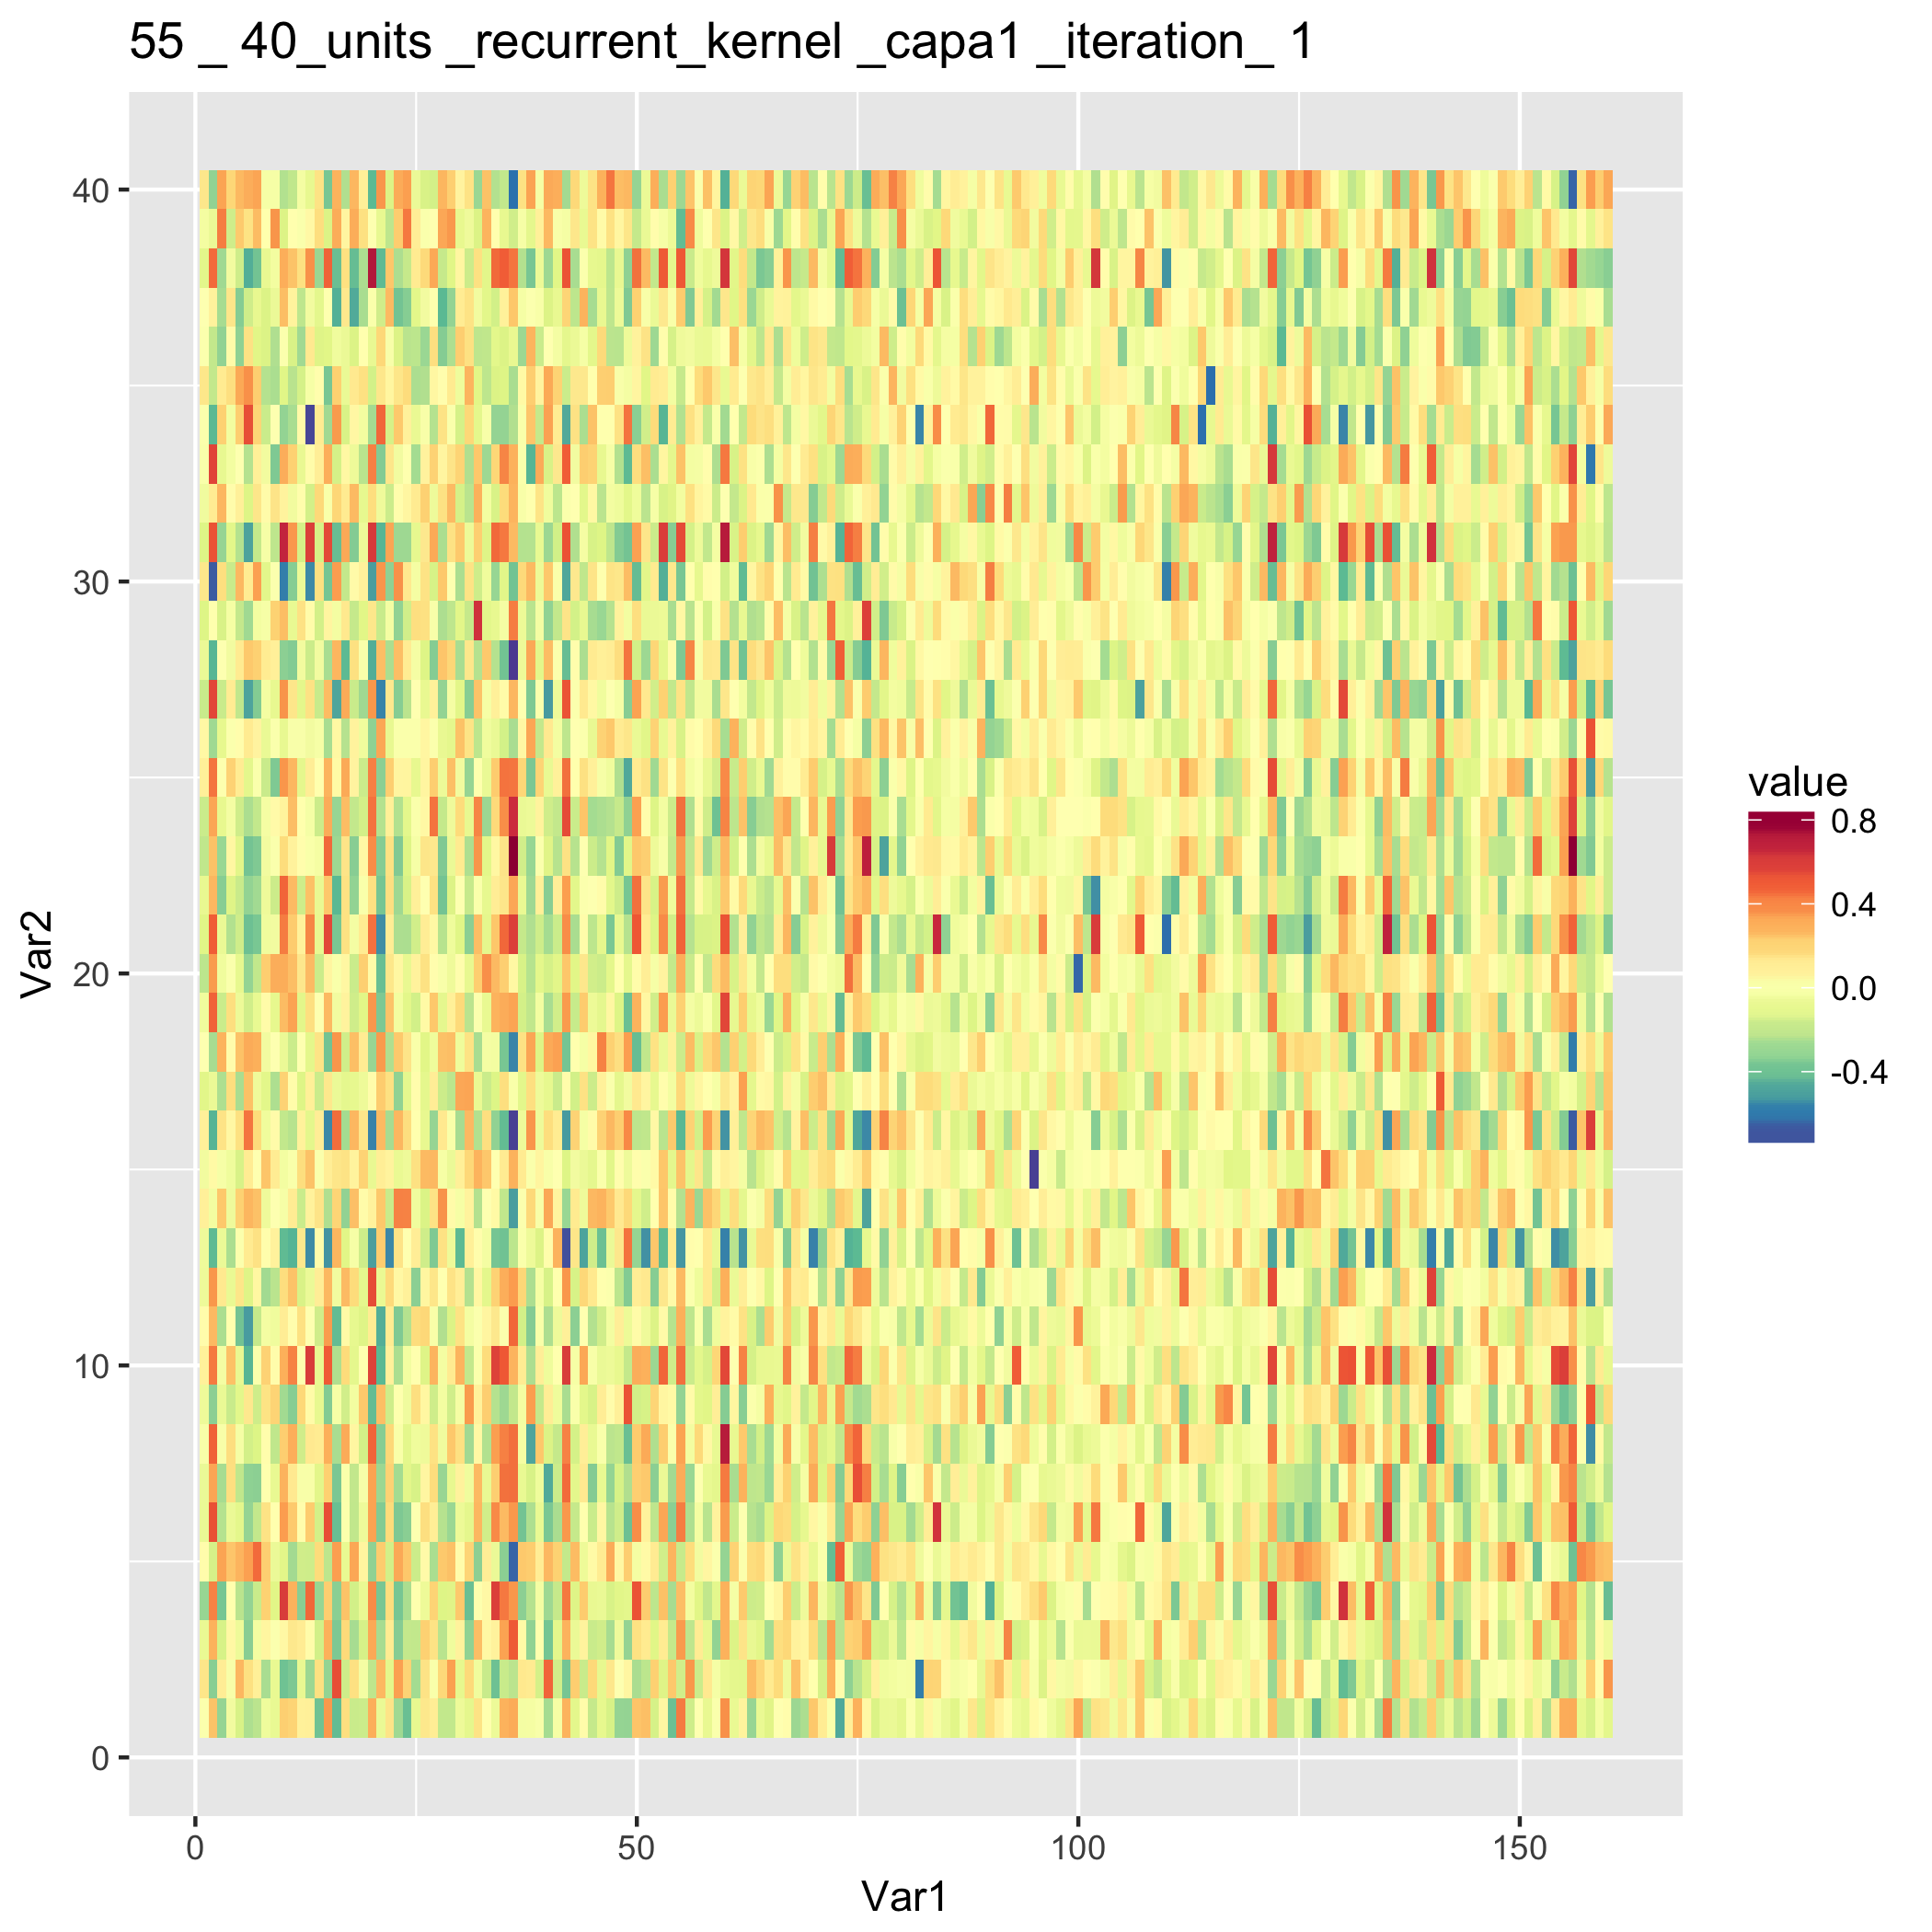 55 _ 40_units _recurrent_kernel _capa1 _iteration_ 1
40
30
20
10
0
Var2
0 50 100 150
Var1
value
0.8
0.4
0.0
-0.4